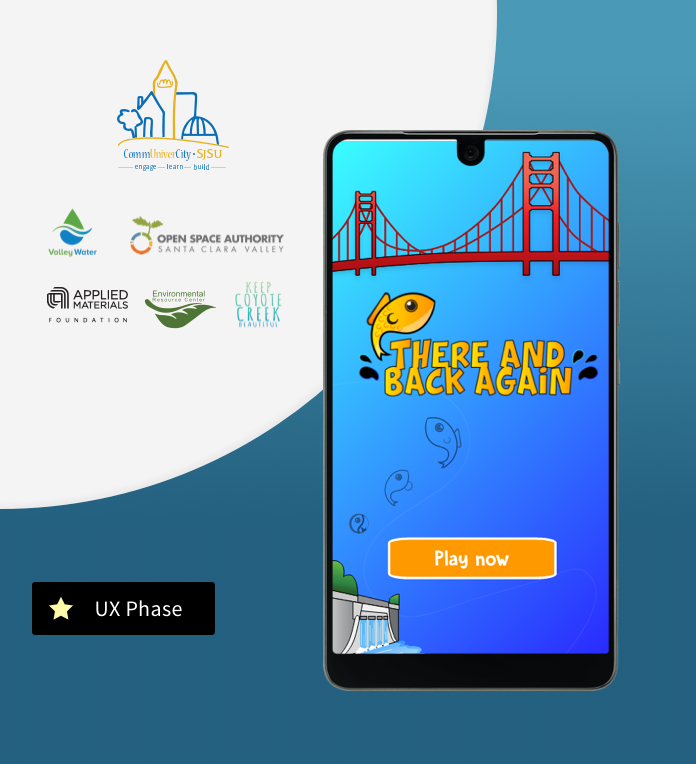 CommUniverCity • SJSU
engage — learn — build
Valley Water
OPEN SPACE AUTHORITY
SANTA CLARA VALLEY
APPLIED
MATERIALS
FOUNDATION
Environmental
Resource Center
KEEP
COYOTE
CREEK
BEAUTIFUL
THERE AND
BACK AGAiN
Play now
UX Phase